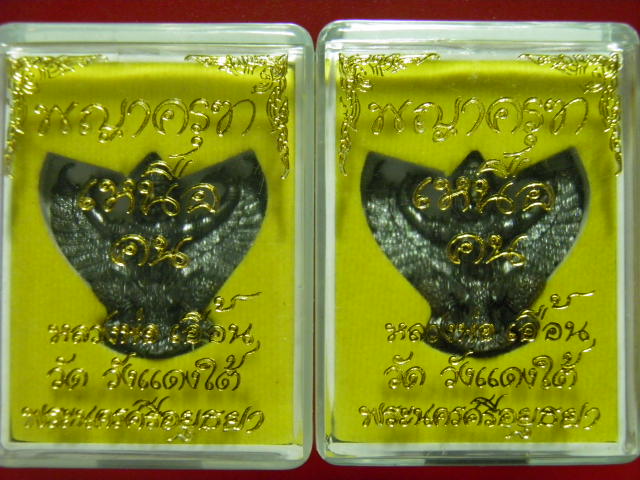 พญาครุฑ
เหนือ
คน
หลวงพ่อ เอื้อน
วัด วังแดงใต้
พระนครศรีอยุธยา
พญาครุฑ
เหนือ
คน
หลวงพ่อ เอื้อน
วัด วังแดงใต้
พระนครศรีอยุธยา